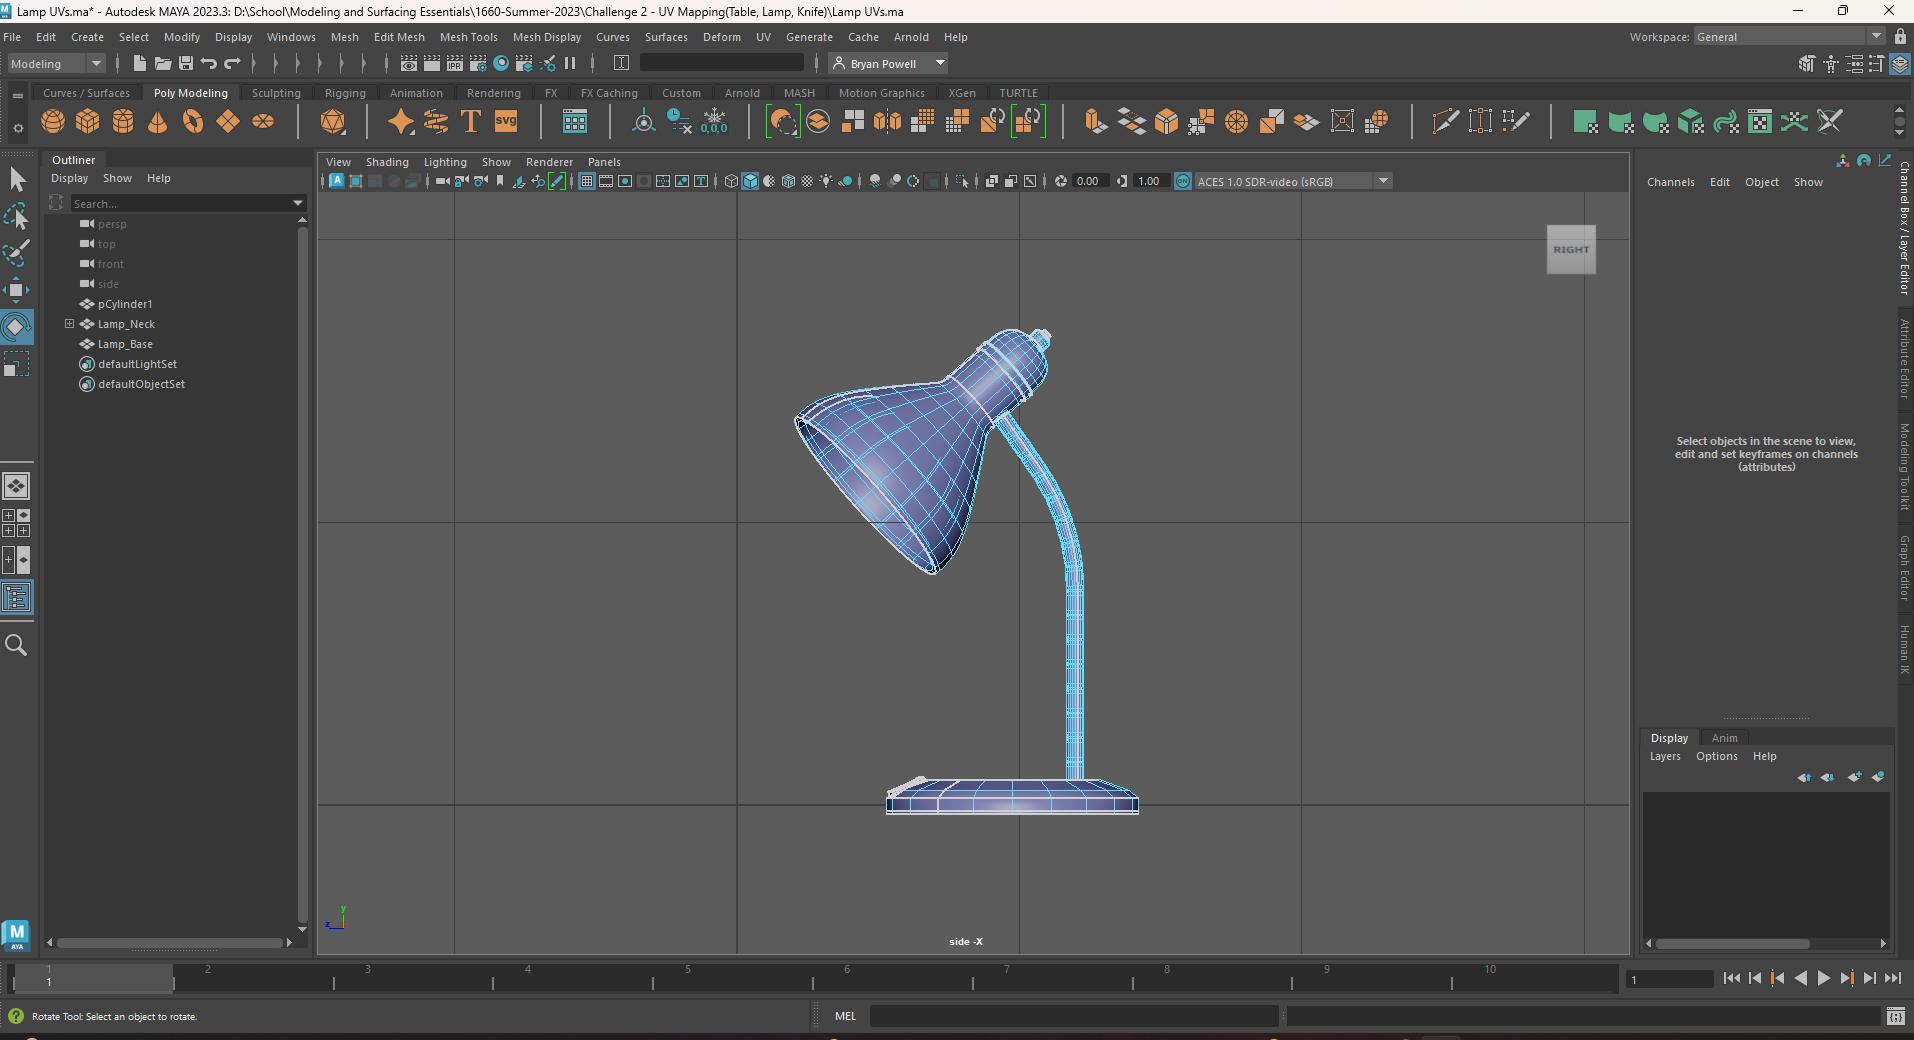 Lamp UVs.ma* - Autodesk MAYA 2023.3: D:\School\Modeling and Surfacing Essentials\1660-Summer-2023\Challenge 2 - UV Mapping(Table, Lamp, Knife)\Lamp UVs.ma
File Edit Create Select Modify Display Windows Mesh Edit Mesh Mesh Tools Mesh Display Curves Surfaces Deform UV Generate Cache Arnold Help Workspace: General
Modeling IPR Bryan Powell
Curves / Surfaces Poly Modeling Sculpting Rigging Animation Rendering FX FX Caching Custom Arnold MASH Motion Graphics XGen TURTLE
T SVG 0,0,0
Outliner
Display Show Help
Search...
persp
top
front
side
pCylinder1
Lamp_Neck
Lamp_Base
defaultLightSet
defaultObjectSet
View Shading Lighting Show Renderer Panels
0.00 1.00 ON ACES 1.0 SDR-video (sRGB)
RIGHT
y
z
side -X
Channels Edit Object Show
Select objects in the scene to view,
edit and set keyframes on channels
(attributes)
Channel Box / Layer Editor
Attribute Editor
Modeling Toolkit
Graph Editor
Human IK
Display Anim
Layers Options Help
M
AYA
1 2 3 4 5 6 7 8 9 10
1
1
Rotate Tool: Select an object to rotate.
MEL